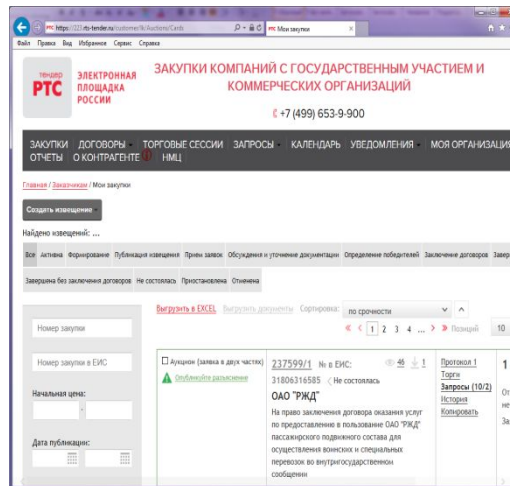 https://223.rts-tender.ru/customer/lk/Auctions/Cards
РТС Мои закупки
Файл Правка Вид Избранное Сервис Справка
ТЕНДЕР
РТС
ЭЛЕКТРОННАЯ
ПЛОЩАДКА
РОССИИ
ЗАКУПКИ КОМПАНИЙ С ГОСУДАРСТВЕННЫМ УЧАСТИЕМ И
КОММЕРЧЕСКИХ ОРГАНИЗАЦИЙ
+7 (499) 653-9-900
ЗАКУПКИ ДОГОВОРЫ ТОРГОВЫЕ СЕССИИ ЗАПРОСЫ КАЛЕНДАРЬ УВЕДОМЛЕНИЯ МОЯ ОРГАНИЗАЦИЯ
ОТЧЕТЫ О КОНТРАГЕНТЕ НМЦ
Главная / Заказчикам / Мои закупки
Создать извещение
Найдено извещений: ...
Все Активна Формирование Публикация извещения Прием заявок Обсуждения и уточнение документации Определение победителей Заключение договоров Завер
Завершена без заключения договоров Не состоялась Приостановлена Отменена
Выгрузить в EXCEL Выгрузить документы Сортировка: по срочности
1 2 3 4 ... Позиций 10
Номер закупки
Номер закупки в ЕИС
Начальная цена:
-
Дата публикации:
Аукцион (заявка в двух частях)
Опубликуйте разъяснение
237599/1 № в ЕИС: 46 1
31806316585 Не состоялась
ОАО "РЖД"
На право заключения договора оказания услуг
по предоставлению в пользование ОАО "РЖД"
пассажирского подвижного состава для
осуществления воинских и специальных
перевозок во внутригосударственном
сообщении
Протокол 1
Торги
Запросы (10/2)
История
Копировать
1
От
не
За